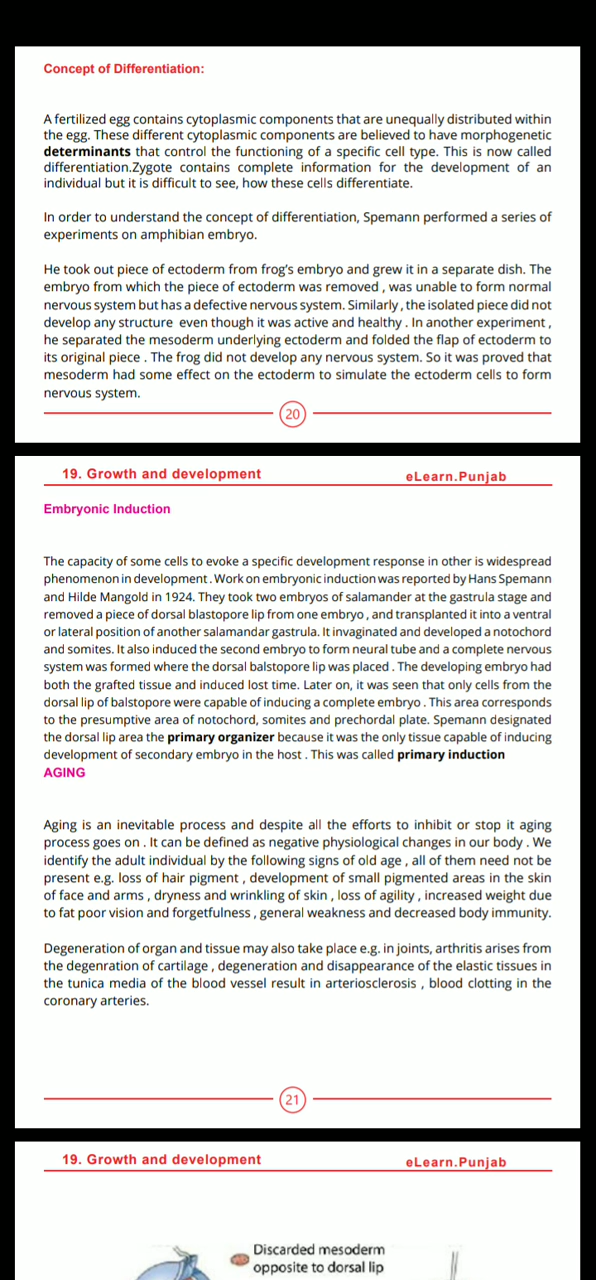 Concept of Differentiation:
A fertilized egg contains cytoplasmic components that are unequally distributed within
the egg. These different cytoplasmic components are believed to have morphogenetic
determinants that control the functioning of a specific cell type. This is now called
differentiation.Zygote contains complete information for the development of an
individual but it is difficult to see, how these cells differentiate.
In order to understand the concept of differentiation, Spemann performed a series of
experiments on amphibian embryo.
He took out piece of ectoderm from frog's embryo and grew it in a separate dish. The
embryo from which the piece of ectoderm was removed , was unable to form normal
nervous system but has a defective nervous system. Similarly , the isolated piece did not
develop any structure even though it was active and healthy . In another experiment ,
he separated the mesoderm underlying ectoderm and folded the flap of ectoderm to
its original piece . The frog did not develop any nervous system. So it was proved that
mesoderm had some effect on the ectoderm to simulate the ectoderm cells to form
nervous system.
20
19. Growth and development
eLearn.Punjab
Embryonic Induction
The capacity of some cells to evoke a specific development response in other is widespread
phenomenon in development . Work on embryonic induction was reported by Hans Spemann
and Hilde Mangold in 1924. They took two embryos of salamander at the gastrula stage and
removed a piece of dorsal blastopore lip from one embryo , and transplanted it into a ventral
or lateral position of another salamandar gastrula. It invaginated and developed a notochord
and somites. It also induced the second embryo to form neural tube and a complete nervous
system was formed where the dorsal balstopore lip was placed . The developing embryo had
both the grafted tissue and induced lost time. Later on, it was seen that only cells from the
dorsal lip of balstopore were capable of inducing a complete embryo . This area corresponds
to the presumptive area of notochord, somites and prechordal plate. Spemann designated
the dorsal lip area the primary organizer because it was the only tissue capable of inducing
development of secondary embryo in the host . This was called primary induction
AGING
Aging is an inevitable process and despite all the efforts to inhibit or stop it aging
process goes on . It can be defined as negative physiological changes in our body . We
identify the adult individual by the following signs of old age , all of them need not be
present e.g. loss of hair pigment , development of small pigmented areas in the skin
of face and arms , dryness and wrinkling of skin , loss of agility , increased weight due
to fat poor vision and forgetfulness , general weakness and decreased body immunity.
Degeneration of organ and tissue may also take place e.g. in joints, arthritis arises from
the degenration of cartilage , degeneration and disappearance of the elastic tissues in
the tunica media of the blood vessel result in arteriosclerosis , blood clotting in the
coronary arteries.
21
19. Growth and development
eLearn.Punjab
Discarded mesoderm
opposite to dorsal lip